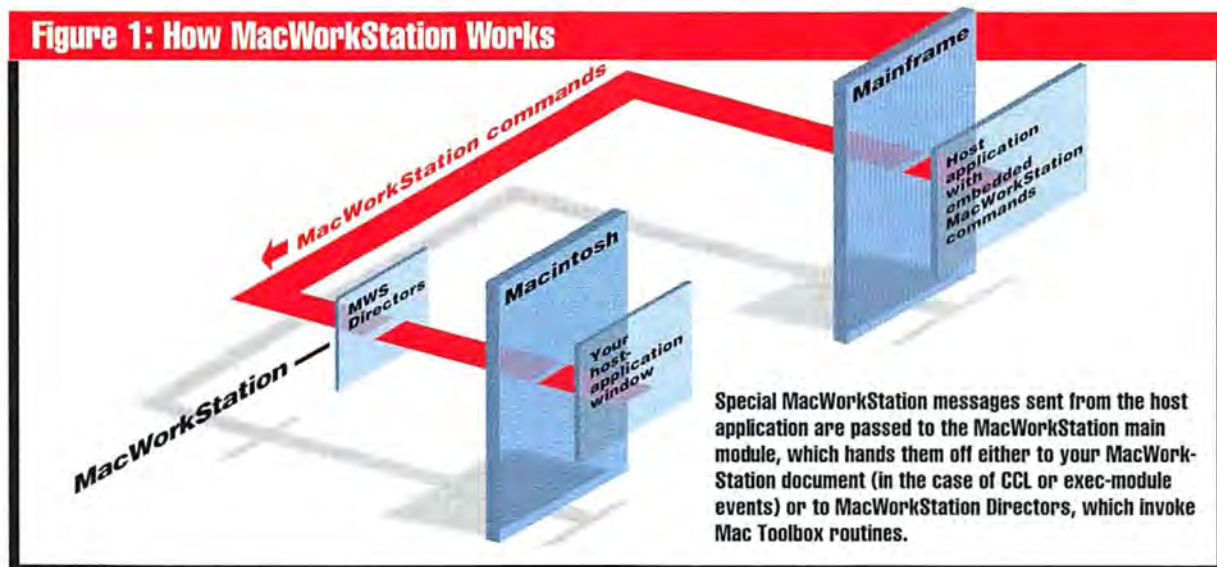 Figure 1: How MacWorkStation Works
MacWorkStation commands
Mainframe
Host
application
with
embedded
MacWorkStation
commands
Macintosh
MWS
Directors
Your
host-
application
window
MacWorkStation
Special MacWorkStation messages sent from the host
application are passed to the MacWorkStation main
module, which hands them off either to your MacWork-
Station document (in the case of CCL or exec-module
events) or to MacWorkStation Directors, which invoke
Mac Toolbox routines.